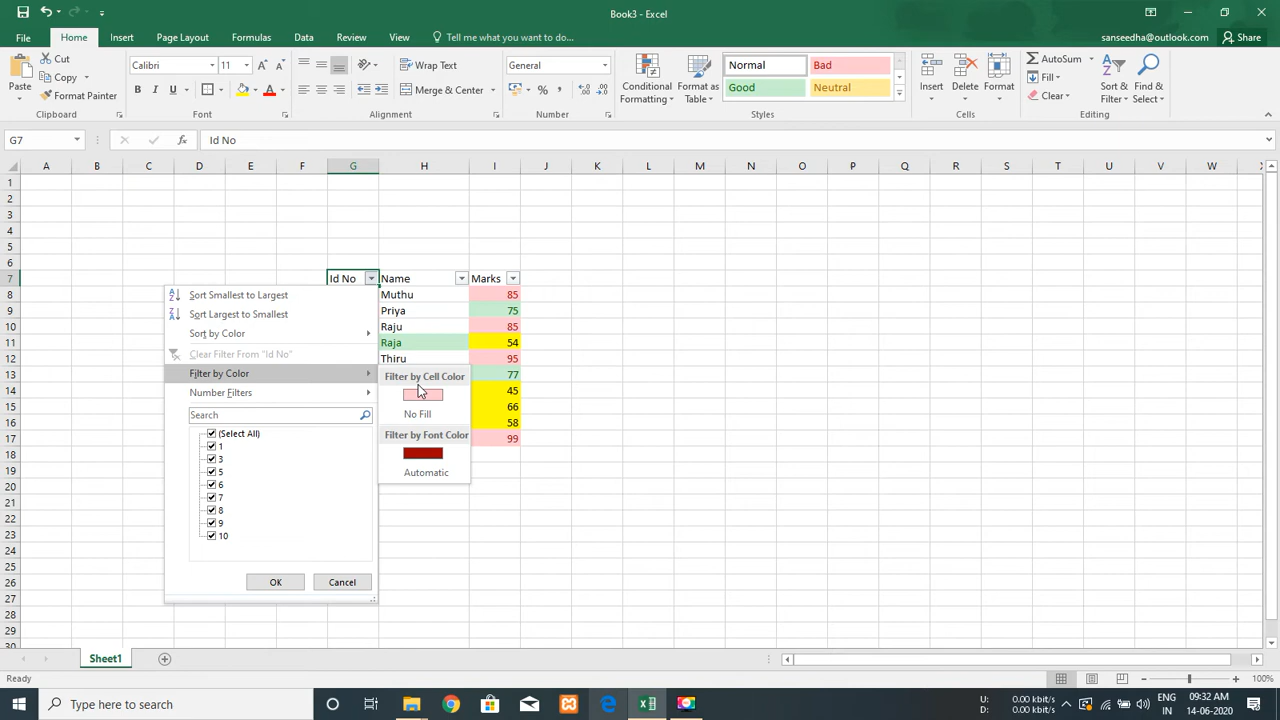 Book3 - Excel
File Home Insert Page Layout Formulas Data Review View Tell me what you want to do... sanseedha@outlook.com Share
Cut
Copy
Format Painter
Paste
Clipboard
Calibri 11
B I U
Font
Wrap Text
Merge & Center
Alignment
General
Number
Conditional Formatting
Format as Table
Normal Bad
Good Neutral
Styles
Insert Delete Format
Cells
AutoSum
Fill
Clear
Sort & Filter
Find & Select
Editing
G7 fx Id No
A B C D E F G H I J K L M N O P Q R S T U V W X
1
2
3
4
5
6
7 Id No Name Marks
8 Muthu 85
9 Priya 75
10 Raju 85
11 Raja 54
12 Thiru 95
13 77
14 45
15 66
16 58
17 99
18
19
20
21
22
23
24
25
26
27
28
29
30
Sort Smallest to Largest
Sort Largest to Smallest
Sort by Color
Clear Filter From "Id No"
Filter by Color
Number Filters
Search
(Select All)
1
3
5
6
7
8
9
10
OK Cancel
Filter by Cell Color
No Fill
Filter by Font Color
Automatic
Sheet1
Ready 100%
Type here to search
U: 0.00 kbit/s
D: 0.00 kbit/s
ENG
IN
09:32 AM
14-06-2020